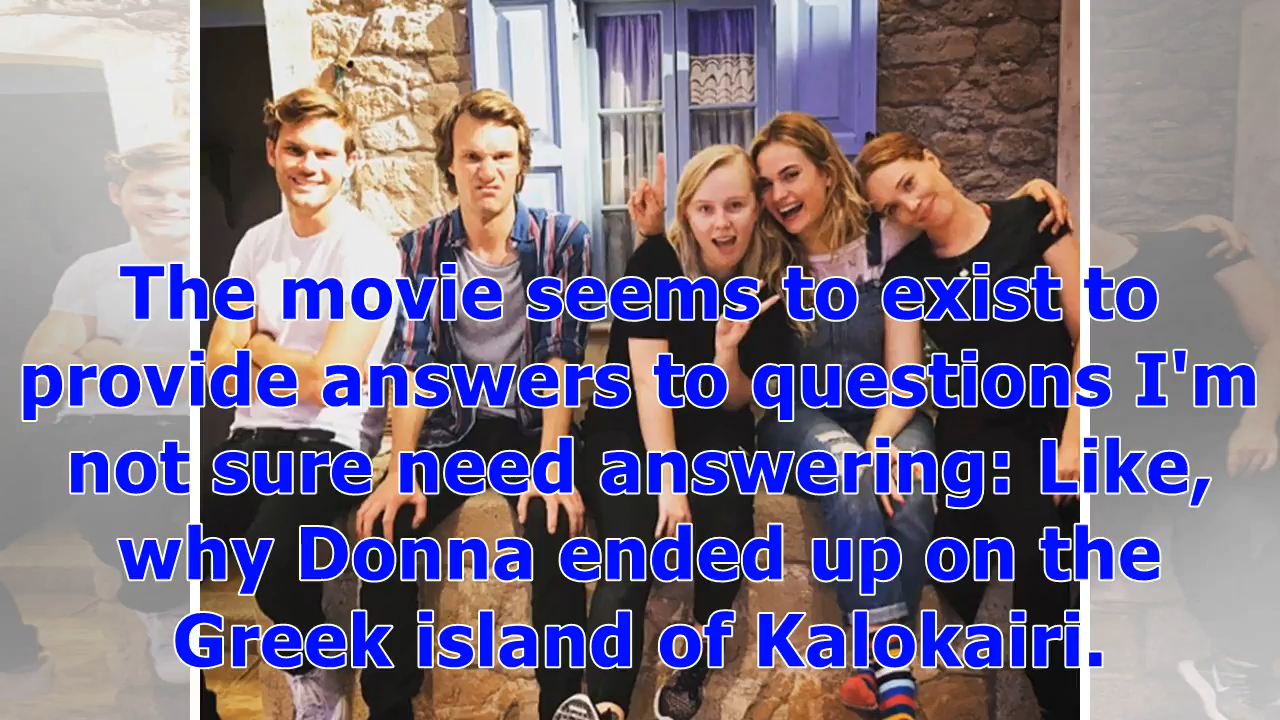 The movie seems to exist to
provide answers to questions I'm
not sure need answering: Like,
why Donna ended up on the
Greek island of Kalokairi.